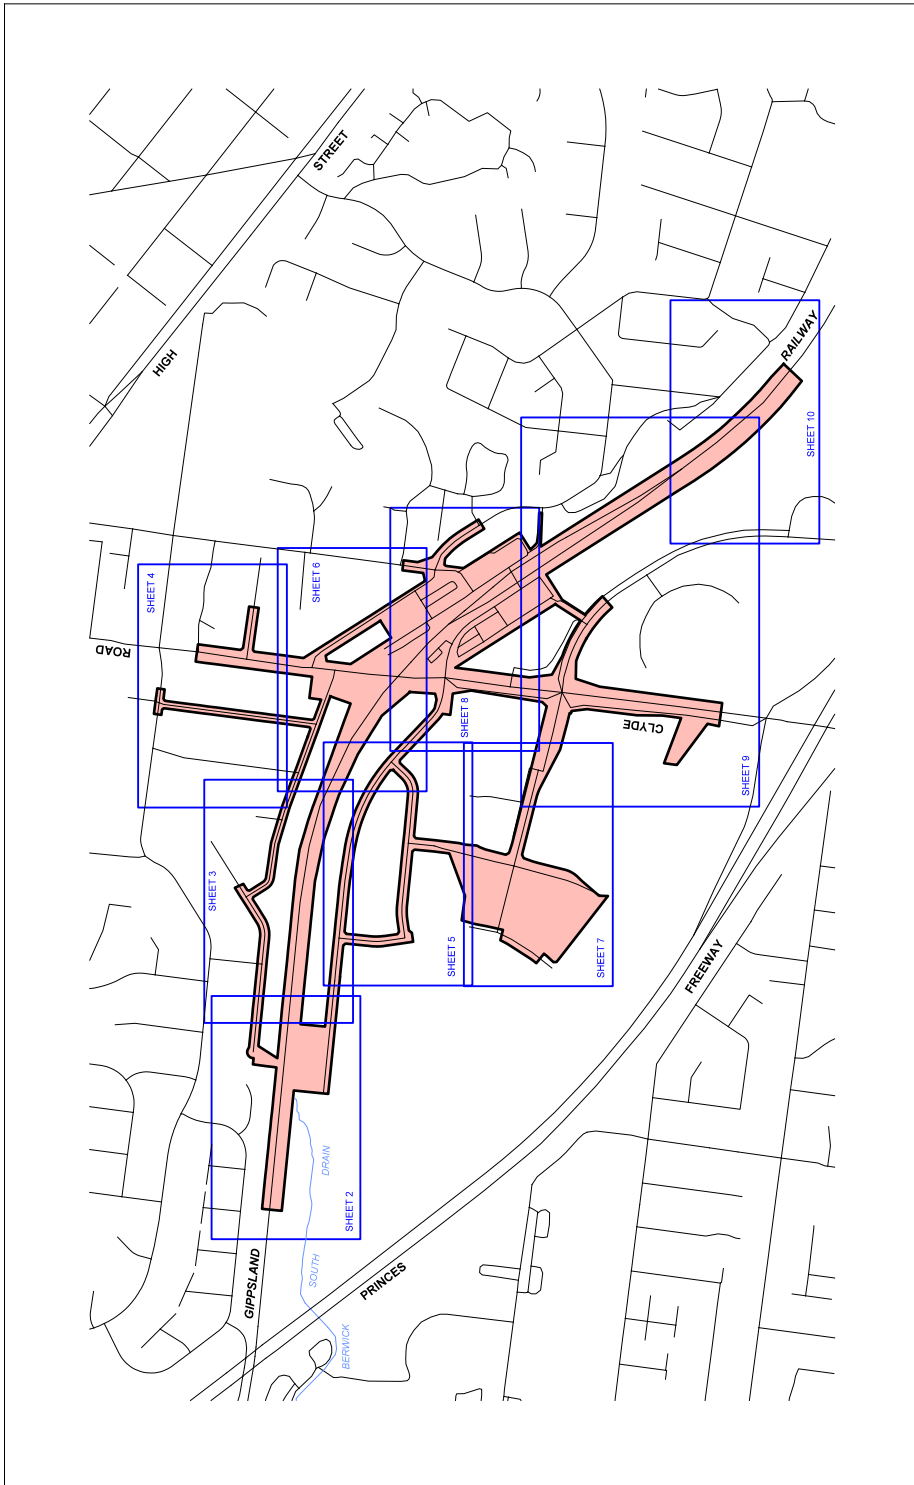 STREET
HIGH
RAILWAY
SHEET 10
SHEET 6
SHEET 4
ROAD
SHEET 8
CLYDE
SHEET 9
SHEET 3
SHEET 5
SHEET 7
FREEWAY
DRAIN
SHEET 2
SOUTH
GIPPSLAND
PRINCES
BERWICK